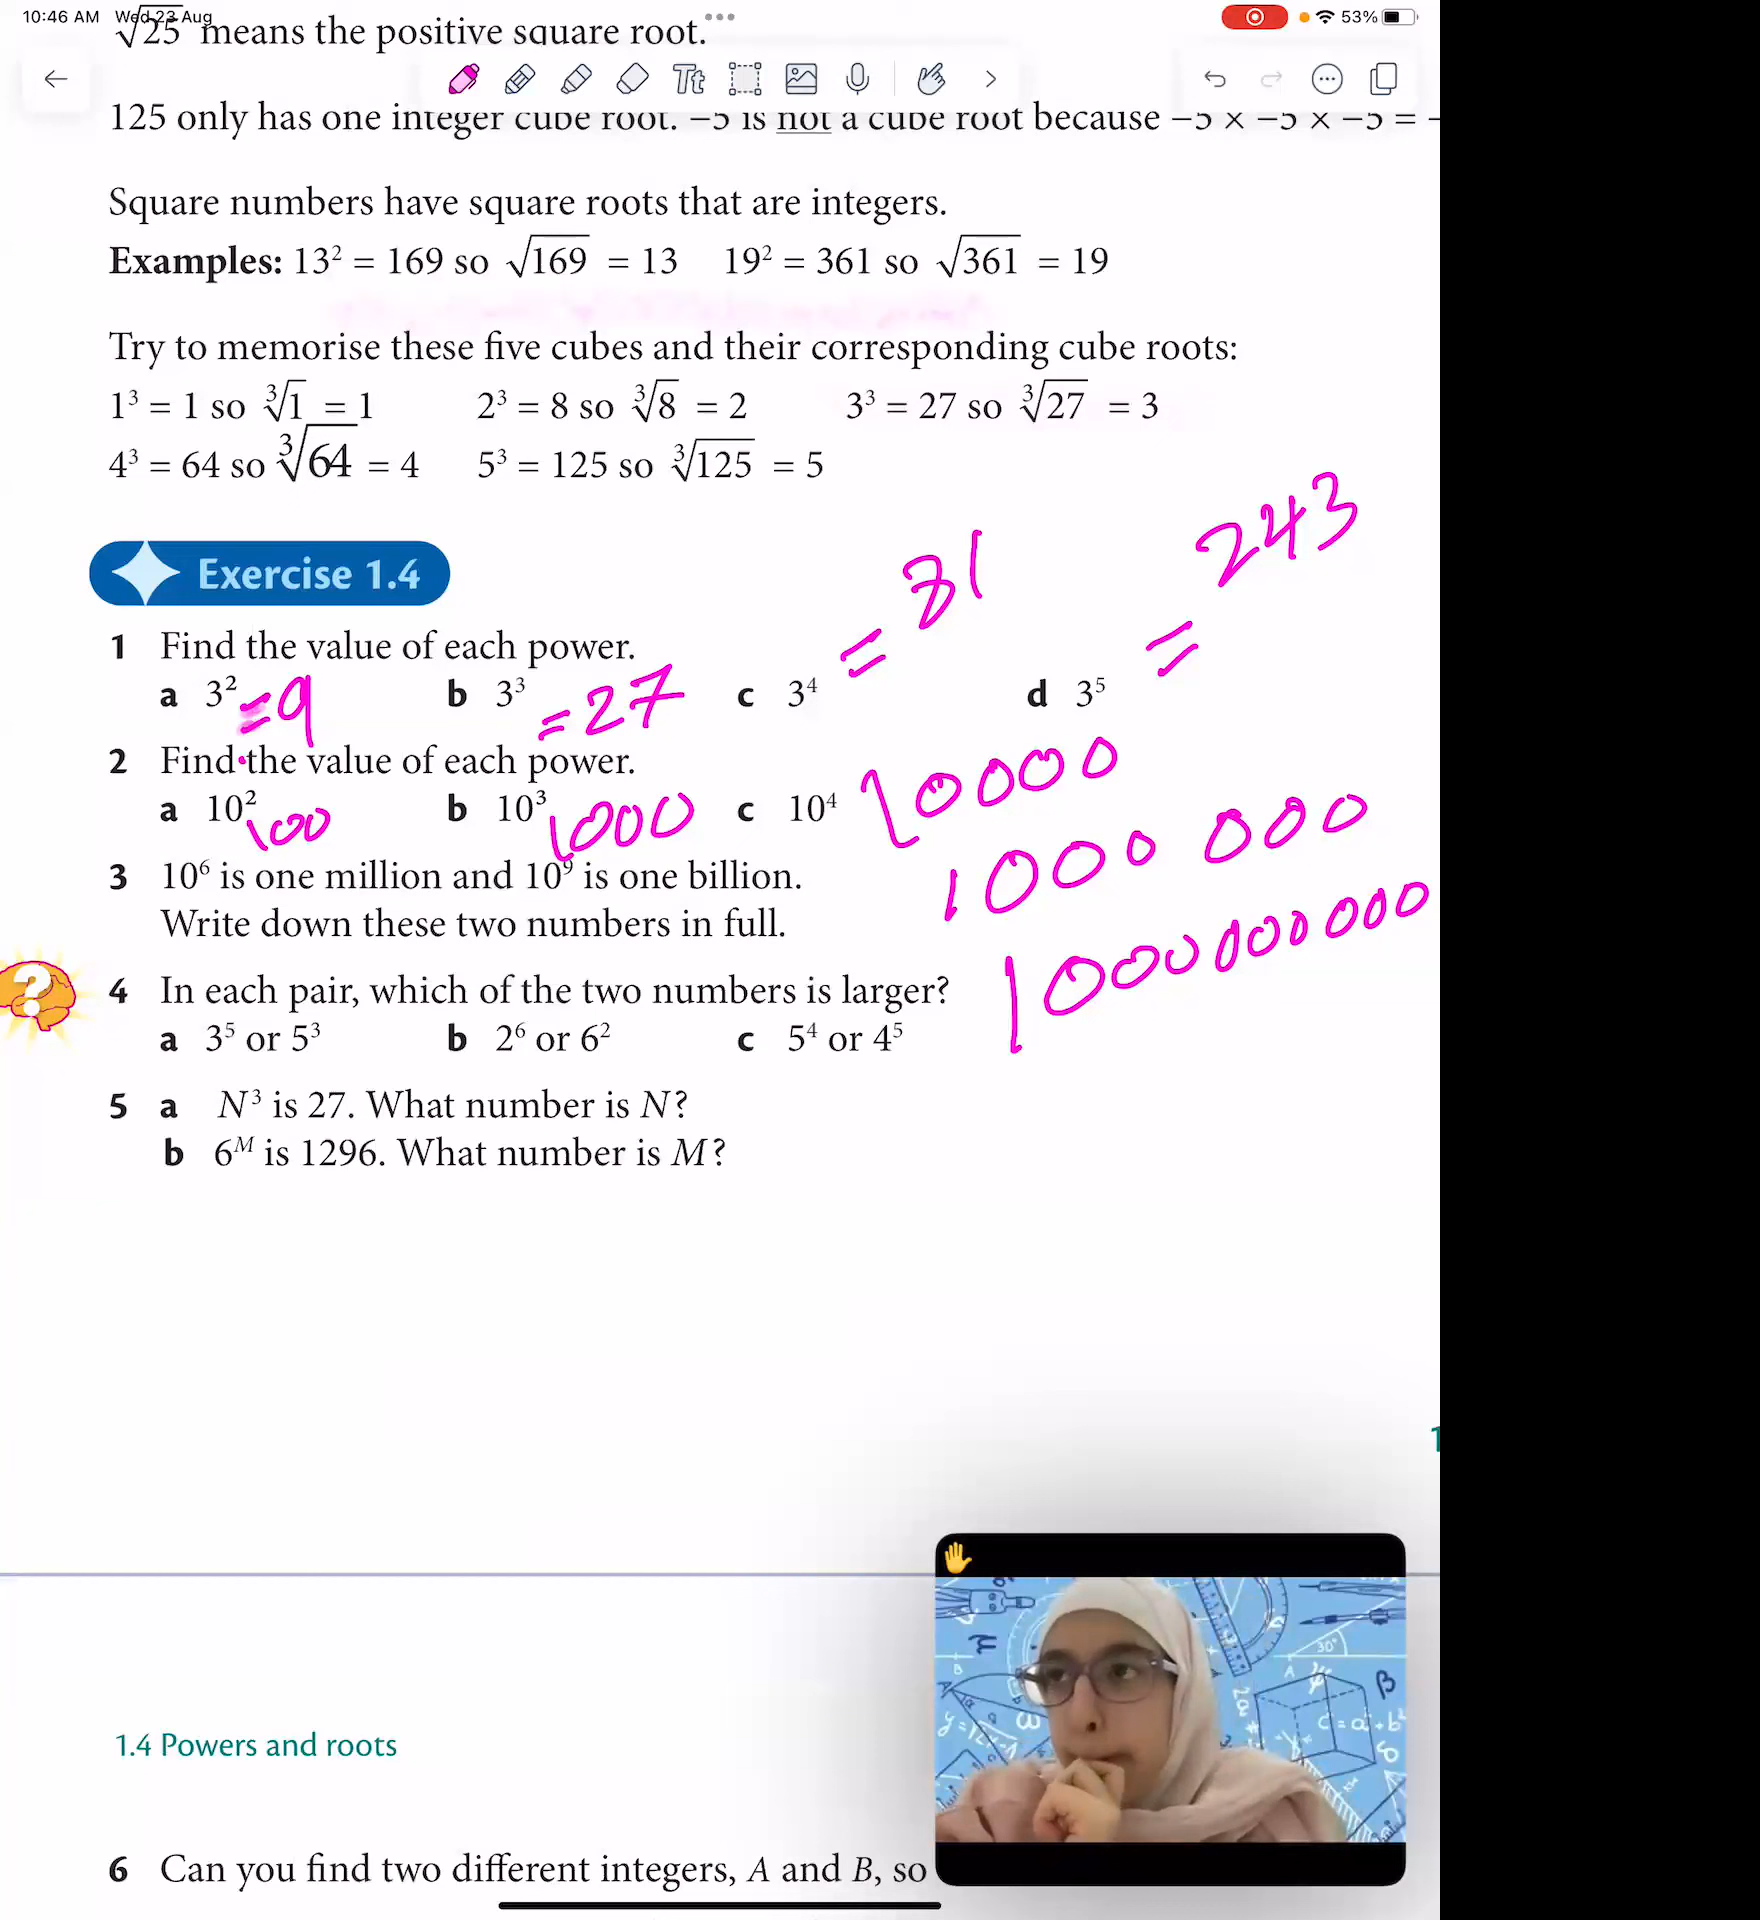 10:46 AM Wed 23 Aug
53%
√25 means the positive square root.
Tt
125 only has one integer cube root. −5 is not a cube root because −5 × −5 × −5 = −
Square numbers have square roots that are integers.
Examples: 13² = 169 so √169 = 13 19² = 361 so √361 = 19
Try to memorise these five cubes and their corresponding cube roots:
1³ = 1 so ∛1 = 1 2³ = 8 so ∛8 = 2 3³ = 27 so ∛27 = 3
4³ = 64 so ∛64 = 4 5³ = 125 so ∛125 = 5
Exercise 1.4
1 Find the value of each power.
a 3² = 9 b 3³ = 27 c 3⁴ = 81 d 3⁵ = 243
2 Find the value of each power.
a 10² 100 b 10³ 1000 c 10⁴ 10000
3 10⁶ is one million and 10⁹ is one billion. 1000 000
Write down these two numbers in full. 1000000000
4 In each pair, which of the two numbers is larger?
a 3⁵ or 5³ b 2⁶ or 6² c 5⁴ or 4⁵
5 a N³ is 27. What number is N?
b 6ᴹ is 1296. What number is M?
1.4 Powers and roots
6 Can you find two different integers, A and B, so